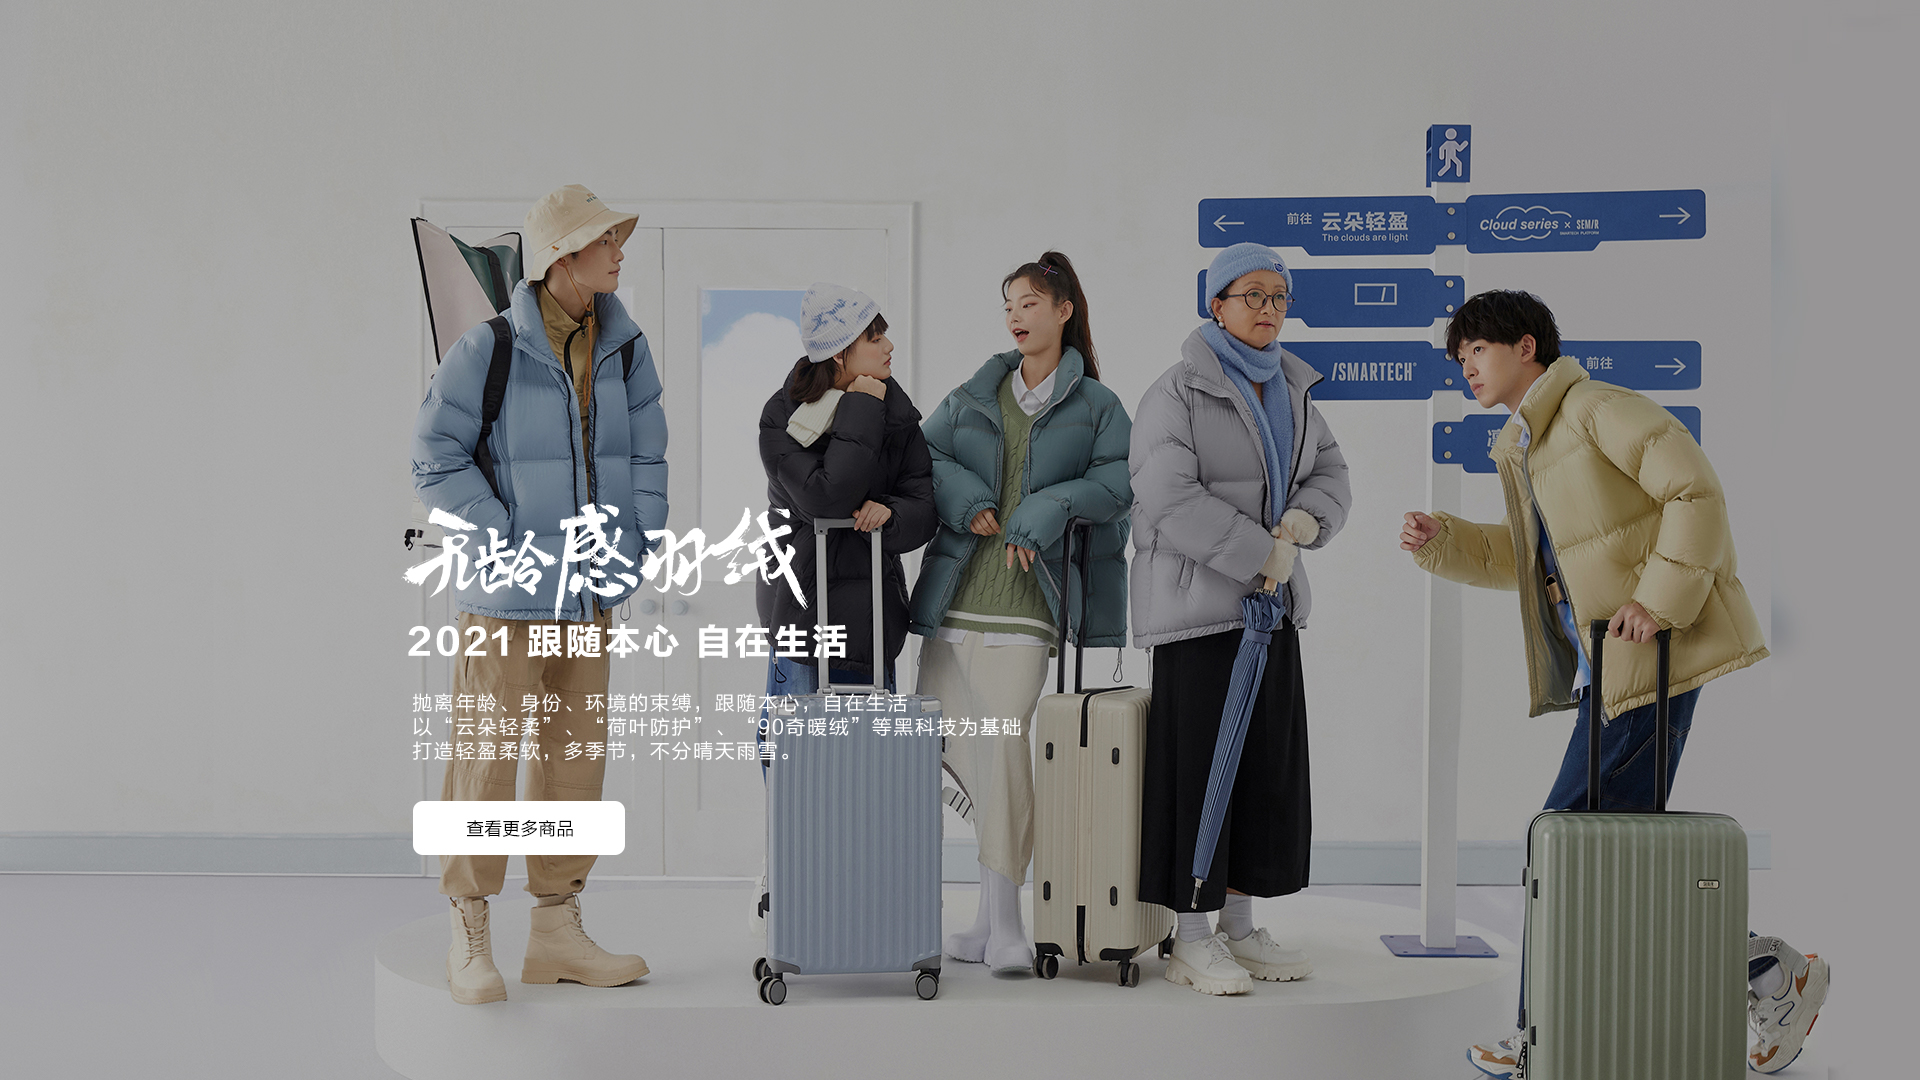 前往 云朵轻盈
The clouds are light
Cloud series × SEMIR
SMARTECH PLATFORM
/SMARTECH
前往
无龄感羽绒
2021 跟随本心 自在生活
抛离年龄、身份、环境的束缚，跟随本心，自在生活
以“云朵轻柔”、“荷叶防护”、“90奇暖绒”等黑科技为基础
打造轻盈柔软，多季节，不分晴天雨雪。
查看更多商品